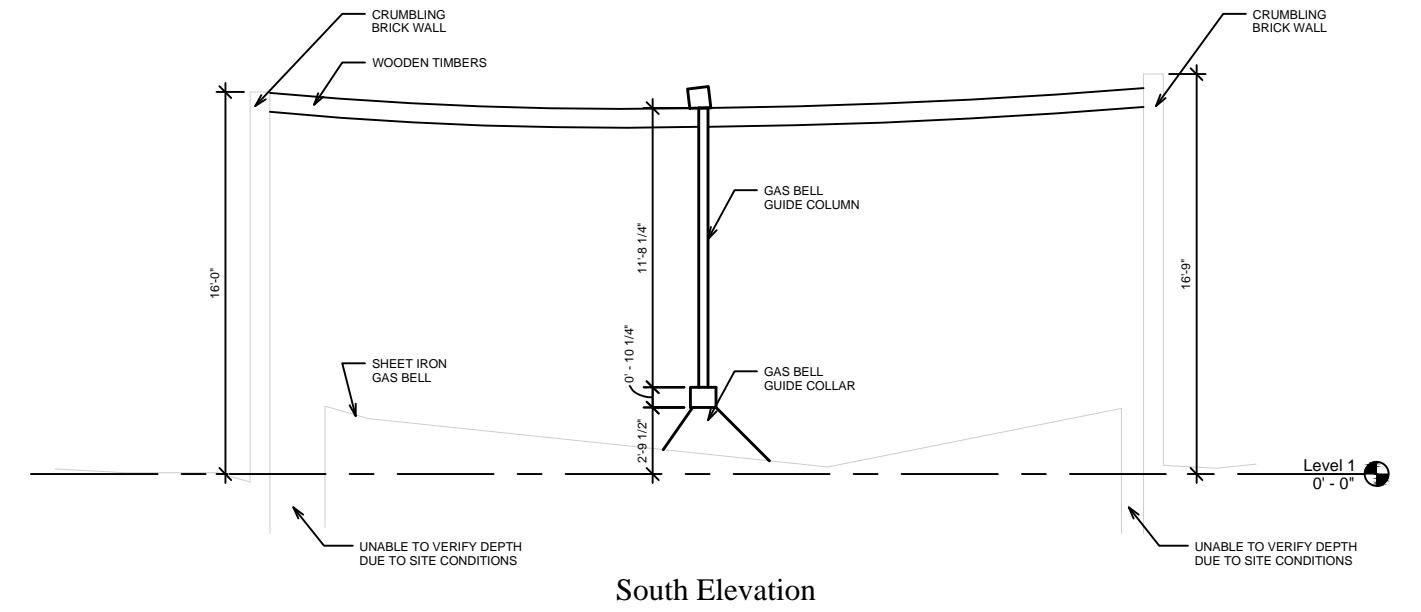 CRUMBLING
BRICK WALL
CRUMBLING
BRICK WALL
WOODEN TIMBERS
GAS BELL
GUIDE COLUMN
11'-8 1/4"
16'-0"
16'-9"
0' - 10 1/4"
SHEET IRON
GAS BELL
GAS BELL
GUIDE COLLAR
2'-9 1/2"
Level 1
0' - 0"
UNABLE TO VERIFY DEPTH
DUE TO SITE CONDITIONS
UNABLE TO VERIFY DEPTH
DUE TO SITE CONDITIONS
South Elevation